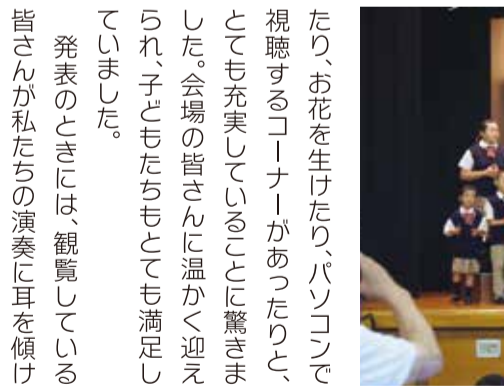 たり、お花を生けたり、パソコンで
視聴するコーナーがあったりと、
とても充実していることに驚きま
した。会場の皆さんに温かく迎え
られ、子どもたちもとても満足し
ていました。
発表のときには、観覧している
皆さんが私たちの演奏に耳を傾け